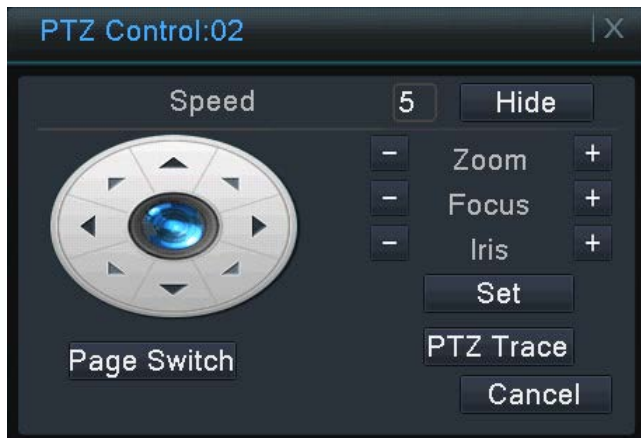 PTZ Control:02 X
Speed 5 Hide
- Zoom +
- Focus +
- Iris +
Set
PTZ Trace
Page Switch
Cancel